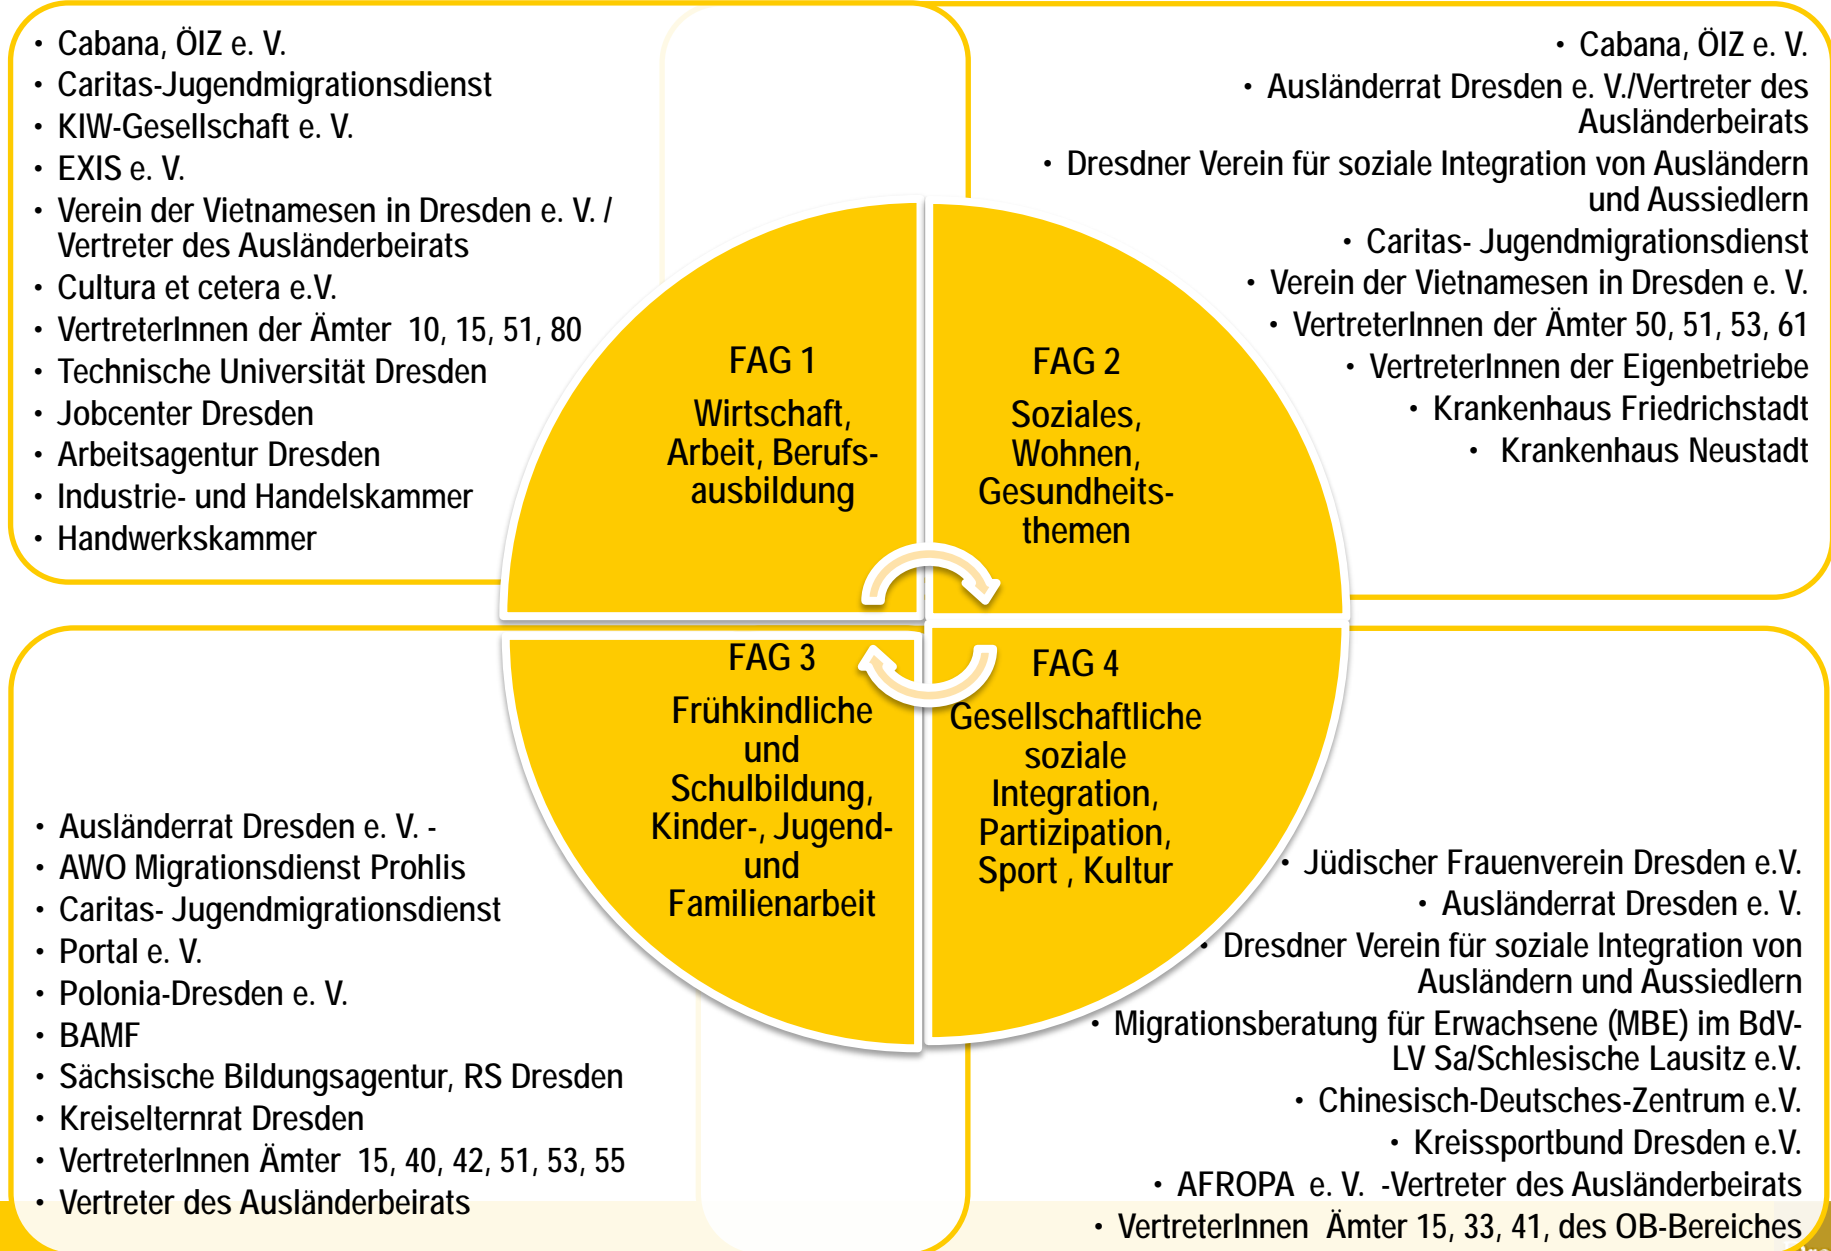 • Cabana, ÖIZ e. V.
• Caritas-Jugendmigrationsdienst
• KIW-Gesellschaft e. V.
• EXIS e. V.
• Verein der Vietnamesen in Dresden e. V. /
Vertreter des Ausländerbeirats
• Cultura et cetera e.V.
• VertreterInnen der Ämter 10, 15, 51, 80
• Technische Universität Dresden
• Jobcenter Dresden
• Arbeitsagentur Dresden
• Industrie- und Handelskammer
• Handwerkskammer
• Cabana, ÖIZ e. V.
• Ausländerrat Dresden e. V./Vertreter des
Ausländerbeirats
• Dresdner Verein für soziale Integration von Ausländern
und Aussiedlern
• Caritas- Jugendmigrationsdienst
• Verein der Vietnamesen in Dresden e. V.
• VertreterInnen der Ämter 50, 51, 53, 61
• VertreterInnen der Eigenbetriebe
• Krankenhaus Friedrichstadt
• Krankenhaus Neustadt
FAG 1
Wirtschaft,
Arbeit, Berufs-
ausbildung
FAG 2
Soziales,
Wohnen,
Gesundheits-
themen
FAG 3
Frühkindliche
und
Schulbildung,
Kinder-, Jugend-
und
Familienarbeit
FAG 4
Gesellschaftliche
soziale
Integration,
Partizipation,
Sport , Kultur
• Ausländerrat Dresden e. V. -
• AWO Migrationsdienst Prohlis
• Caritas- Jugendmigrationsdienst
• Portal e. V.
• Polonia-Dresden e. V.
• BAMF
• Sächsische Bildungsagentur, RS Dresden
• Kreiselternrat Dresden
• VertreterInnen Ämter 15, 40, 42, 51, 53, 55
• Vertreter des Ausländerbeirats
• Jüdischer Frauenverein Dresden e.V.
• Ausländerrat Dresden e. V.
• Dresdner Verein für soziale Integration von
Ausländern und Aussiedlern
• Migrationsberatung für Erwachsene (MBE) im BdV-
LV Sa/Schlesische Lausitz e.V.
• Chinesisch-Deutsches-Zentrum e.V.
• Kreissportbund Dresden e.V.
• AFROPA e. V. -Vertreter des Ausländerbeirats
• VertreterInnen Ämter 15, 33, 41, des OB-Bereiches